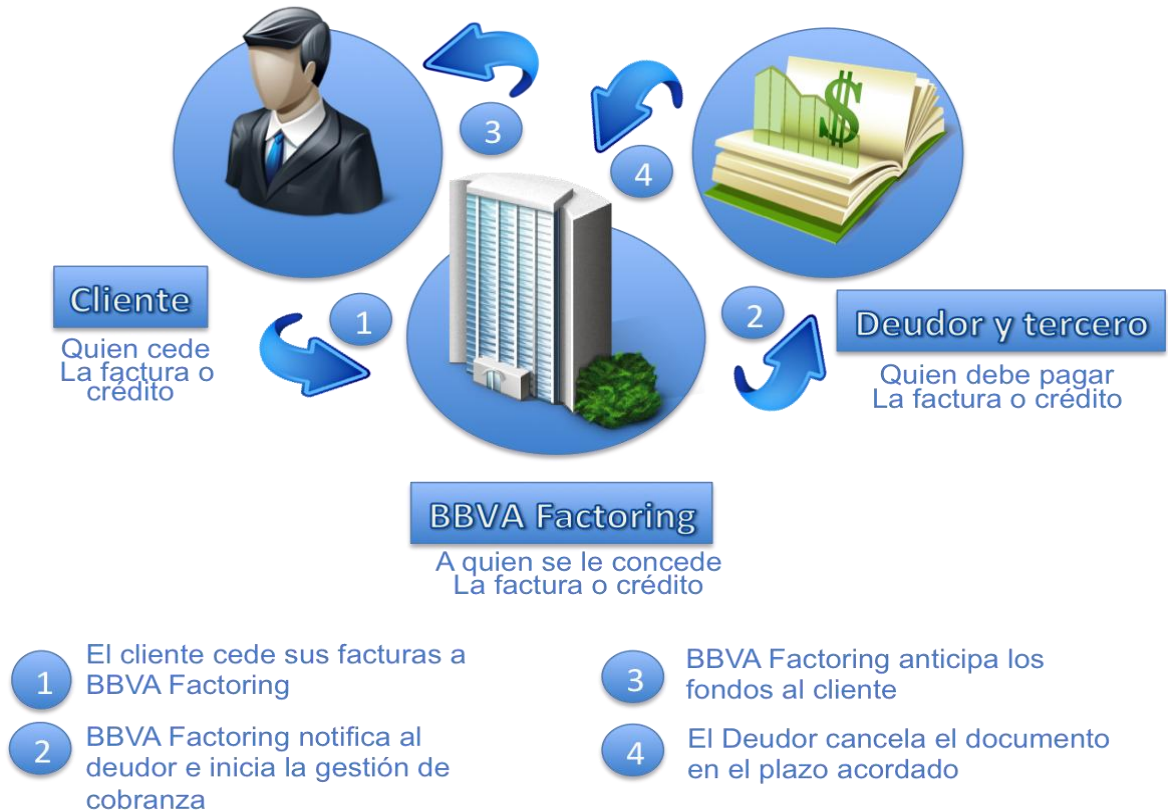 3
4
Cliente
Quien cede
La factura o
crédito
1
2
Deudor y tercero
Quien debe pagar
La factura o crédito
BBVA Factoring
A quien se le concede
La factura o crédito
1
El cliente cede sus facturas a
BBVA Factoring
2
BBVA Factoring notifica al
deudor e inicia la gestión de
cobranza
3
BBVA Factoring anticipa los
fondos al cliente
4
El Deudor cancela el documento
en el plazo acordado
$